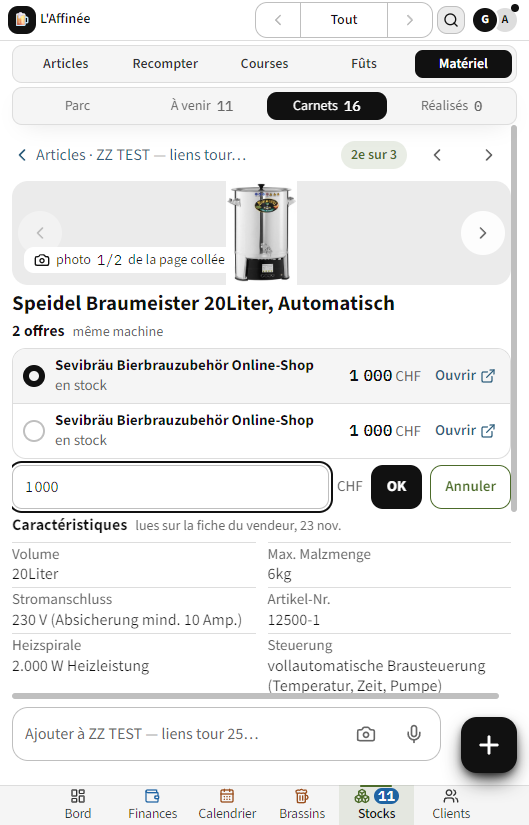 L'Affinée
Tout
G
A
Articles
Recompter
Courses
Fûts
Matériel
Parc
À venir 11
Carnets 16
Réalisés 0
Articles · ZZ TEST — liens tour…
2e sur 3
photo 1/2 de la page collée
Speidel Braumeister 20Liter, Automatisch
2 offres même machine
Sevibräu Bierbrauzubehör Online-Shop
en stock
1 000 CHF
Ouvrir
Sevibräu Bierbrauzubehör Online-Shop
en stock
1 000 CHF
Ouvrir
1000
CHF
OK
Annuler
Caractéristiques lues sur la fiche du vendeur, 23 nov.
Volume
20Liter
Max. Malzmenge
6kg
Stromanschluss
230 V (Absicherung mind. 10 Amp.)
Artikel-Nr.
12500-1
Heizspirale
2.000 W Heizleistung
Steuerung
vollautomatische Brausteuerung
(Temperatur, Zeit, Pumpe)
Ajouter à ZZ TEST — liens tour 25…
Bord
Finances
Calendrier
Brassins
11
Stocks
Clients